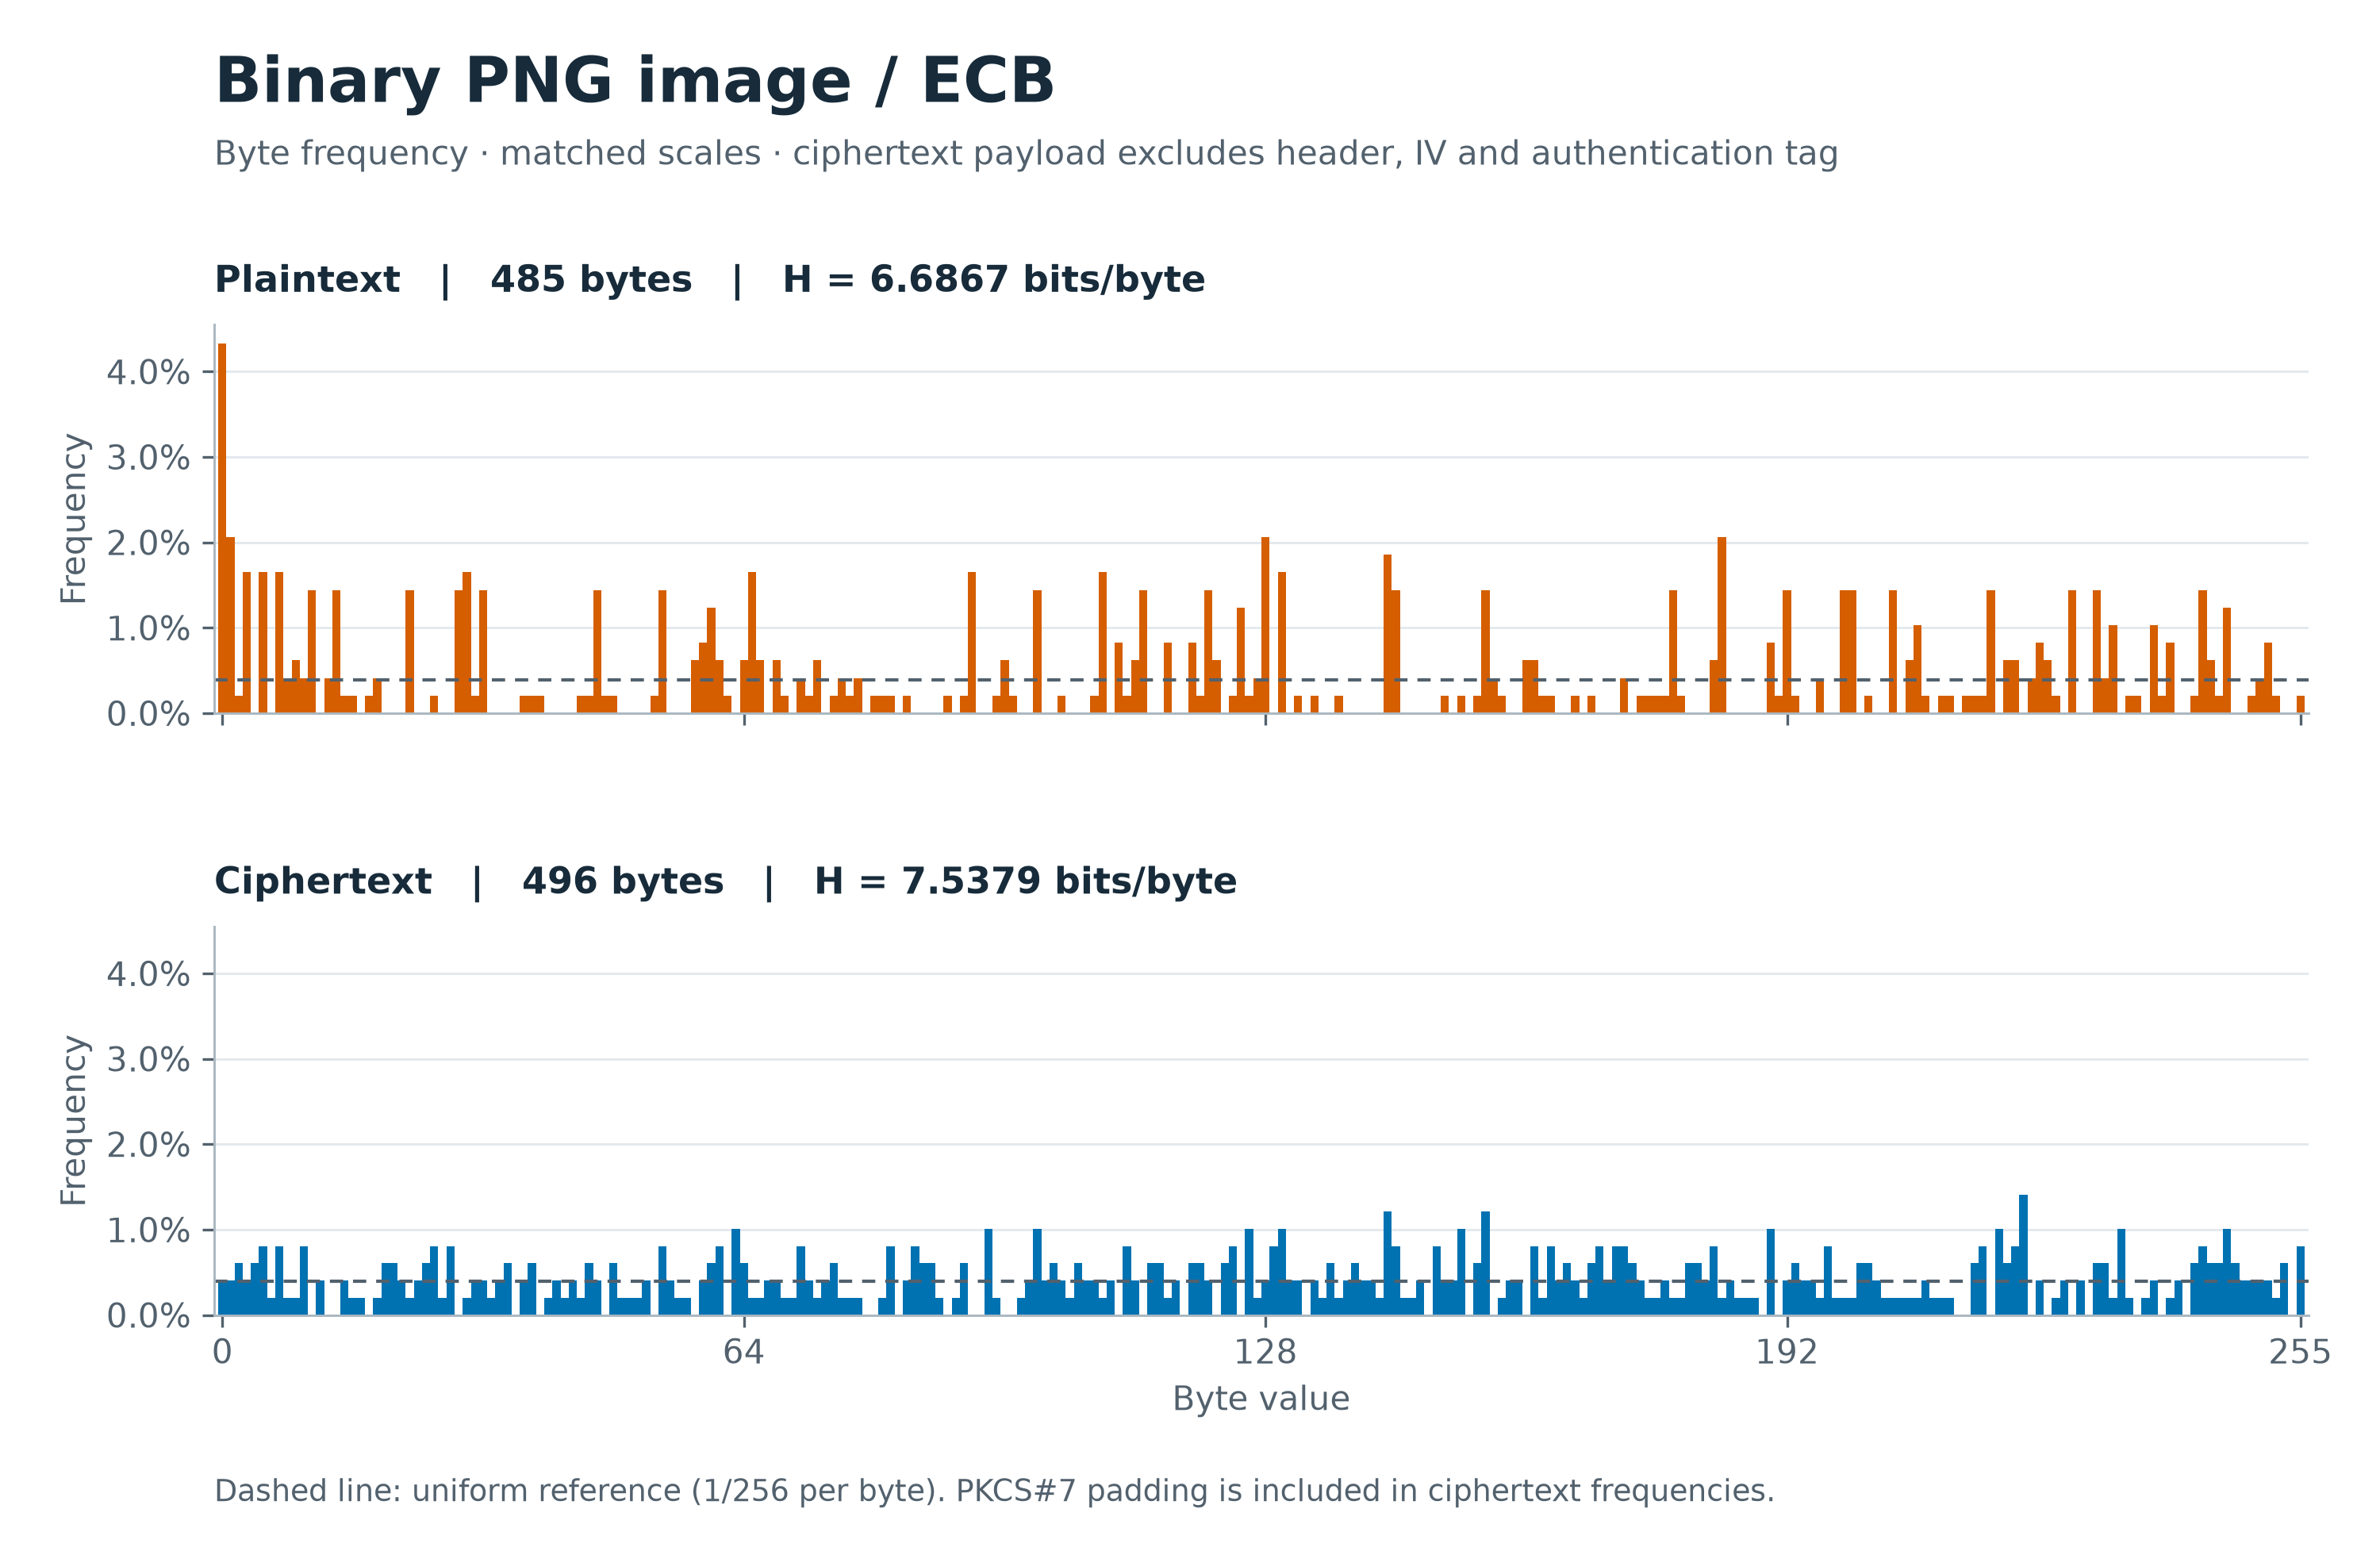 Binary PNG image / ECB
Byte frequency · matched scales · ciphertext payload excludes header, IV and authentication tag
Plaintext | 485 bytes | H = 6.6867 bits/byte
Frequency
4.0%
3.0%
2.0%
1.0%
0.0%
Ciphertext | 496 bytes | H = 7.5379 bits/byte
Frequency
4.0%
3.0%
2.0%
1.0%
0.0%
0 64 128 192 255
Byte value
Dashed line: uniform reference (1/256 per byte). PKCS#7 padding is included in ciphertext frequencies.